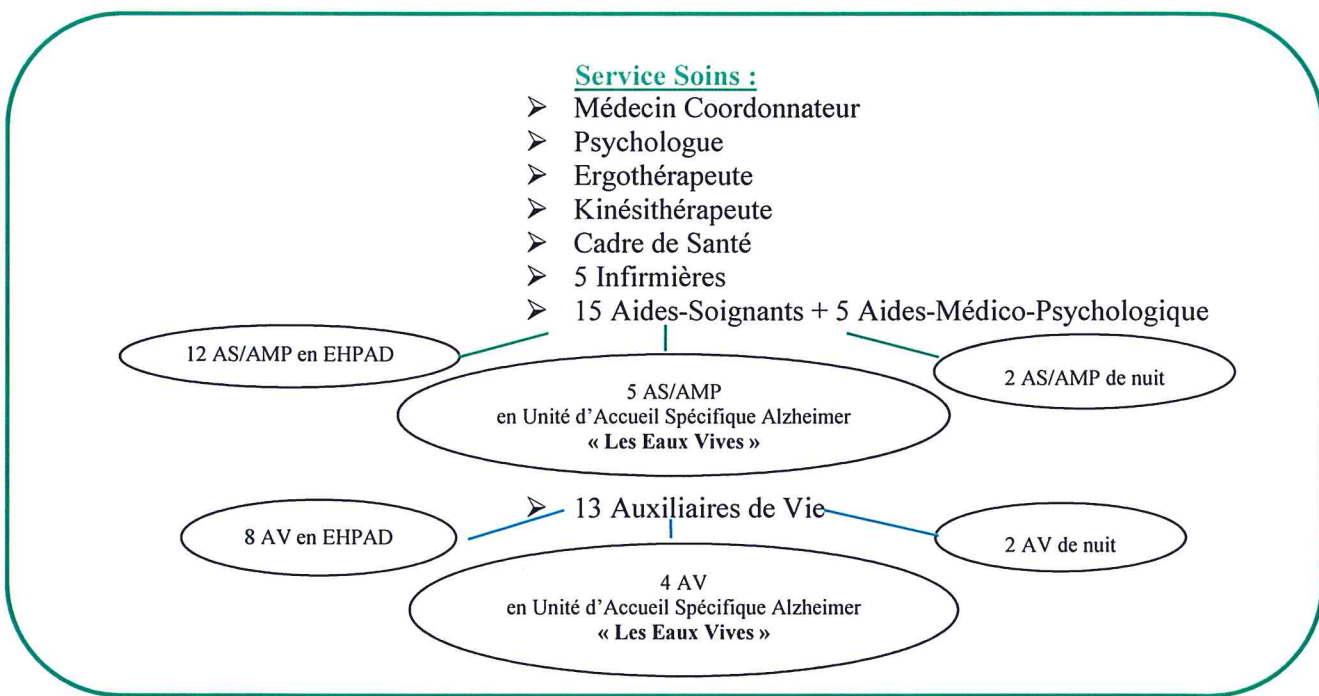 Service Soins :
➢ Médecin Coordonnateur
➢ Psychologue
➢ Ergothérapeute
➢ Kinésithérapeute
➢ Cadre de Santé
➢ 5 Infirmières
➢ 15 Aides-Soignants + 5 Aides-Médico-Psychologique
12 AS/AMP en EHPAD
5 AS/AMP
en Unité d’Accueil Spécifique Alzheimer
« Les Eaux Vives »
2 AS/AMP de nuit
➢ 13 Auxiliaires de Vie
8 AV en EHPAD
4 AV
en Unité d’Accueil Spécifique Alzheimer
« Les Eaux Vives »
2 AV de nuit